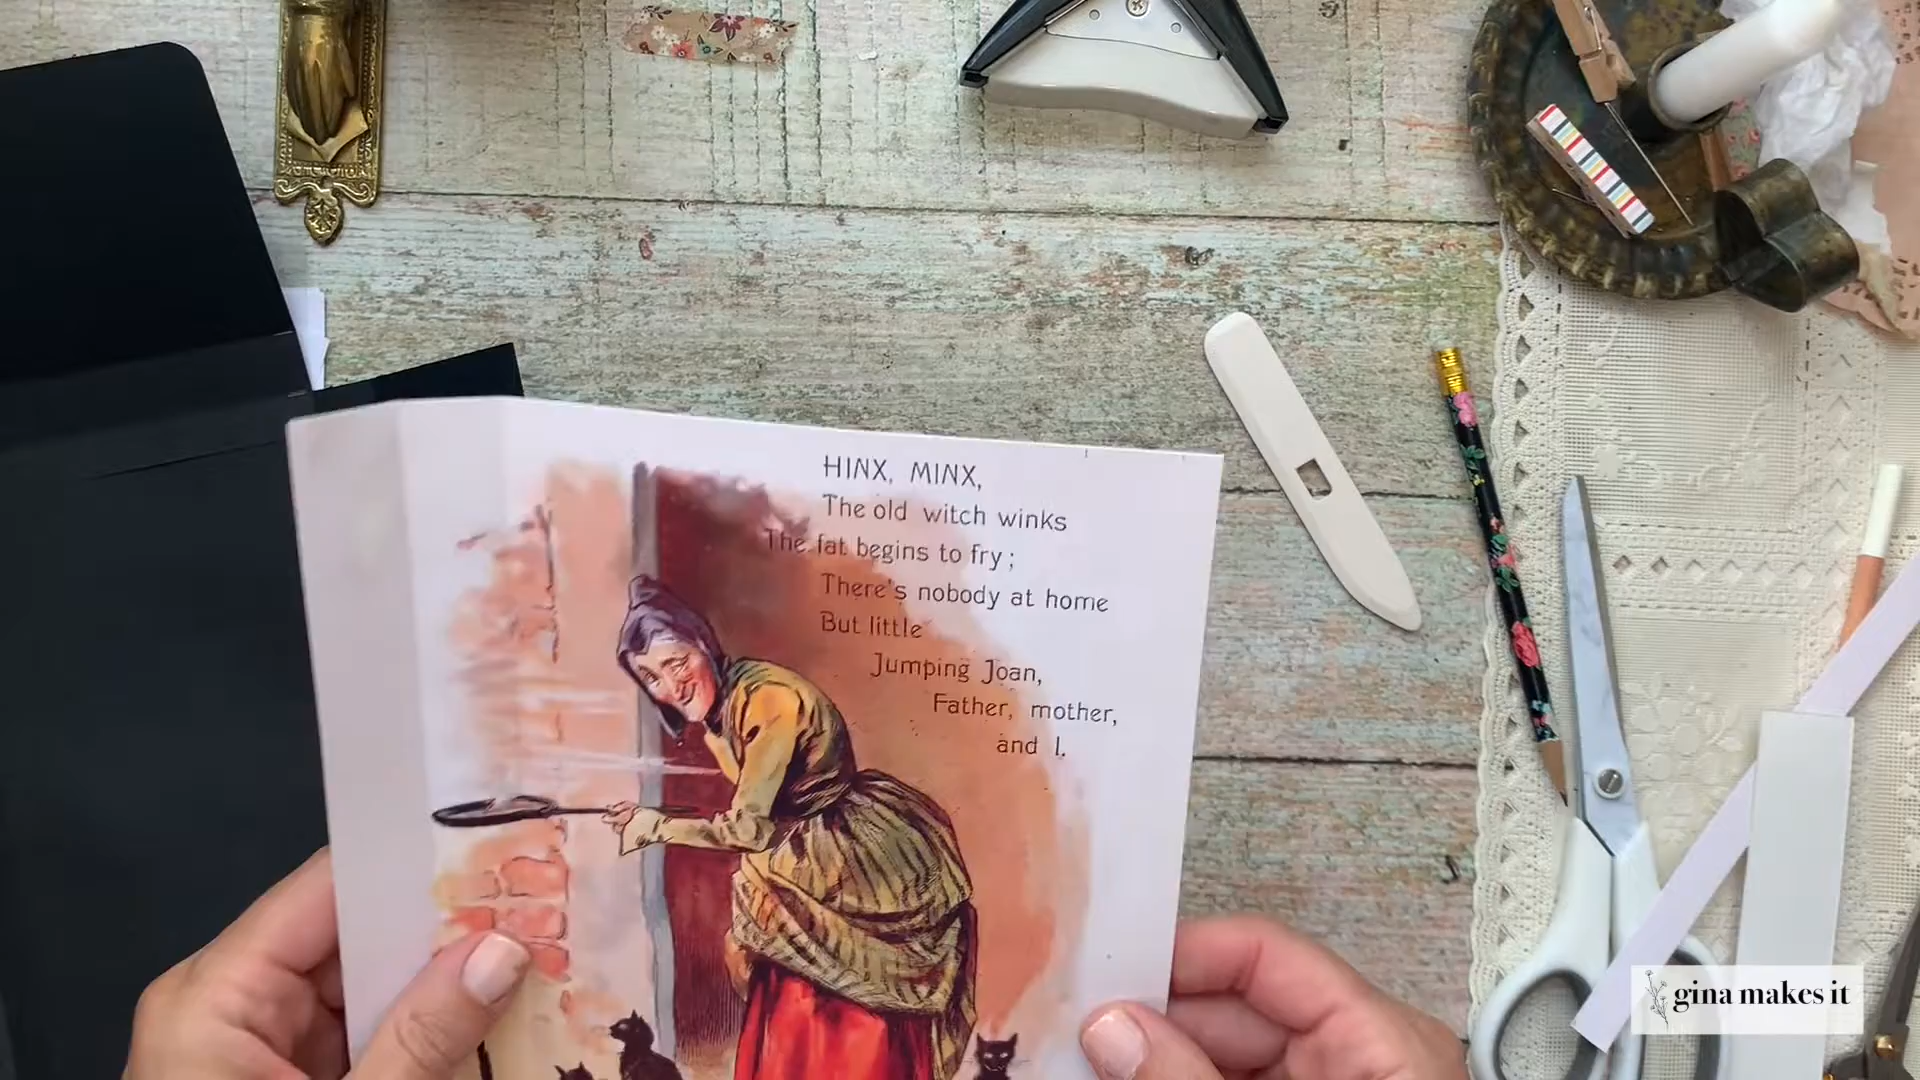 HINX, MINX,
The old witch winks
The fat begins to fry;
There's nobody at home
But little
Jumping Joan,
Father, mother,
and I.
gina makes it